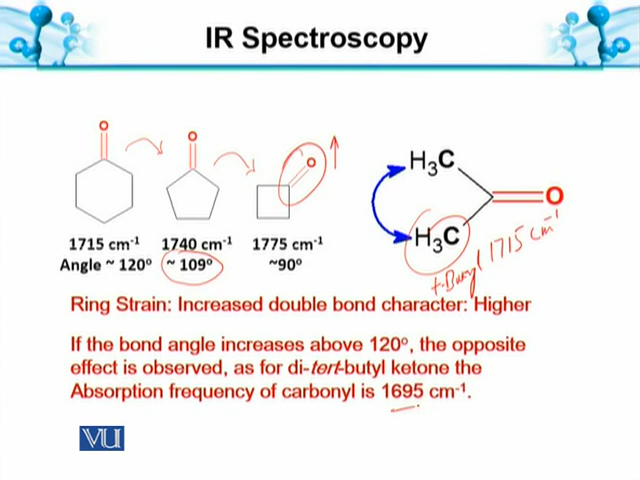 IR Spectroscopy
O
O
O
1715 cm⁻¹ 1740 cm⁻¹ 1775 cm⁻¹
Angle ~ 120º ~ 109º ~90º
H₃C
O
H₃C
t-Butyl 1715 cm⁻¹
Ring Strain: Increased double bond character: Higher
If the bond angle increases above 120º, the opposite
effect is observed, as for di-tert-butyl ketone the
Absorption frequency of carbonyl is 1695 cm⁻¹.
VU